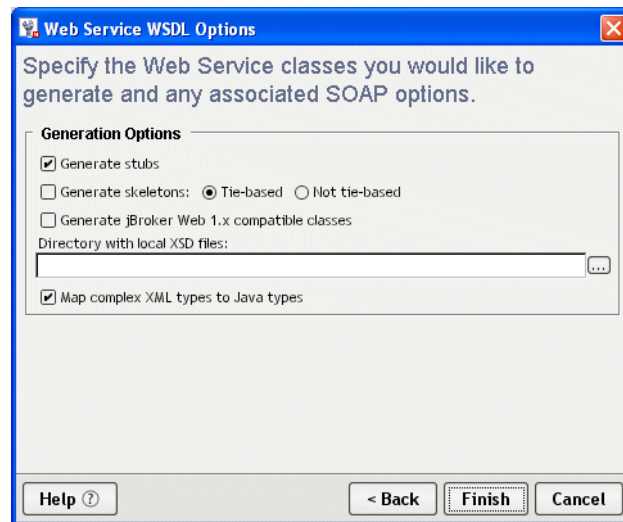 Web Service WSDL Options
Specify the Web Service classes you would like to
generate and any associated SOAP options.
Generation Options
Generate stubs
Generate skeletons: Tie-based Not tie-based
Generate jBroker Web 1.x compatible classes
Directory with local XSD files:
...
Map complex XML types to Java types
Help ? < Back Finish Cancel